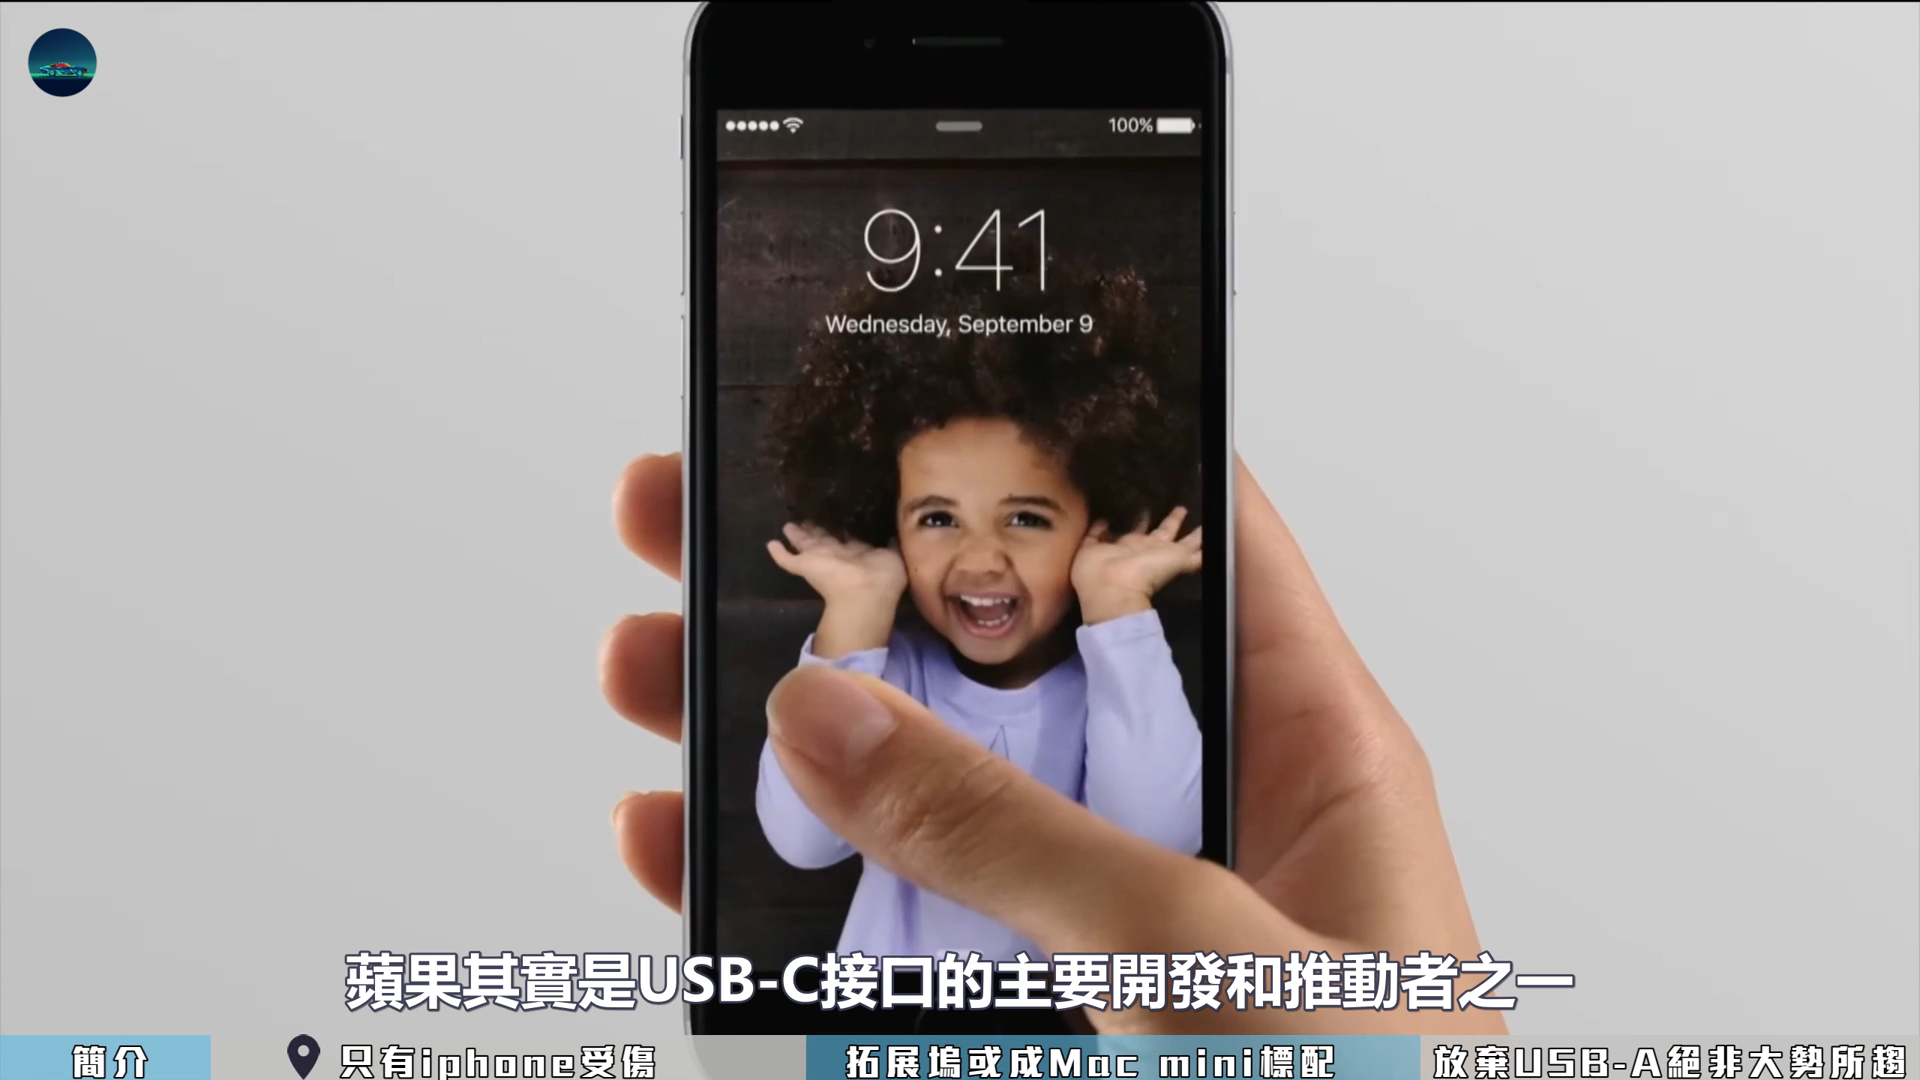 100%
9:41
Wednesday, September 9
蘋果其實是USB-C接口的主要開發和推動者之一
簡介
只有iphone受傷
拓展塢或成Mac mini標配
放棄USB-A絕非大勢所趨